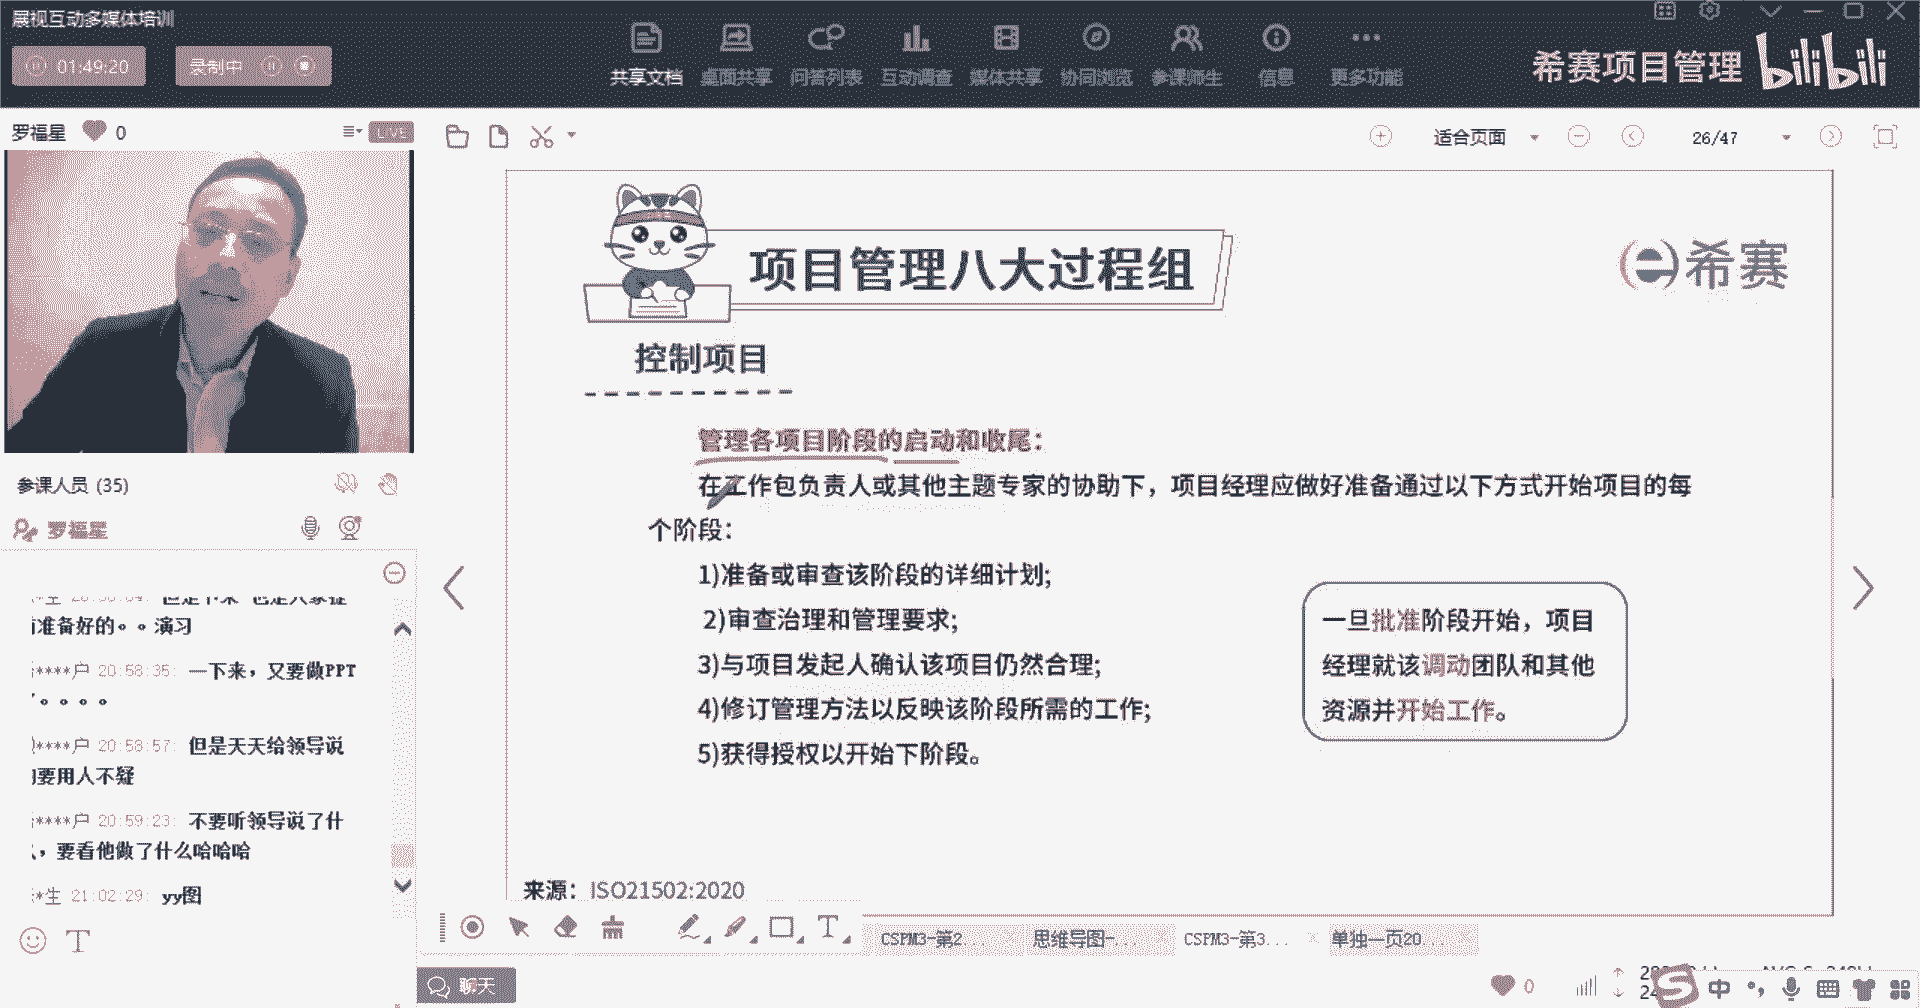 展视互动多媒体培训
01:49:20
录制中
共享文档 桌面共享 问答列表 互动调查 媒体共享 协同浏览 参课师生 信息 更多功能
希赛项目管理 bilibili
罗福星 0
LIVE
适合页面
26/47
项目管理八大过程组
希赛
控制项目
管理各项目阶段的启动和收尾：
在工作包负责人或其他主题专家的协助下，项目经理应做好准备通过以下方式开始项目的每
个阶段：
1)准备或审查该阶段的详细计划;
2)审查治理和管理要求;
3)与项目发起人确认该项目仍然合理;
4)修订管理方法以反映该阶段所需的工作;
5)获得授权以开始下阶段。
一旦批准阶段开始，项目
经理就该调动团队和其他
资源并开始工作。
来源：ISO21502:2020
参课人员 (35)
罗福星
准备好的。。演习
****户 20:58:35: 一下来，又要做PPT
。。。。
****户 20:58:57: 但是天天给领导说
要用人不疑
****户 20:59:23: 不要听领导说了什
，要看他做了什么哈哈哈
*生 21:02:29: yy图
T
T
CSPM3-第2... 思维导图-... CSPM3-第3... 单独一页20...
聊天
0
中